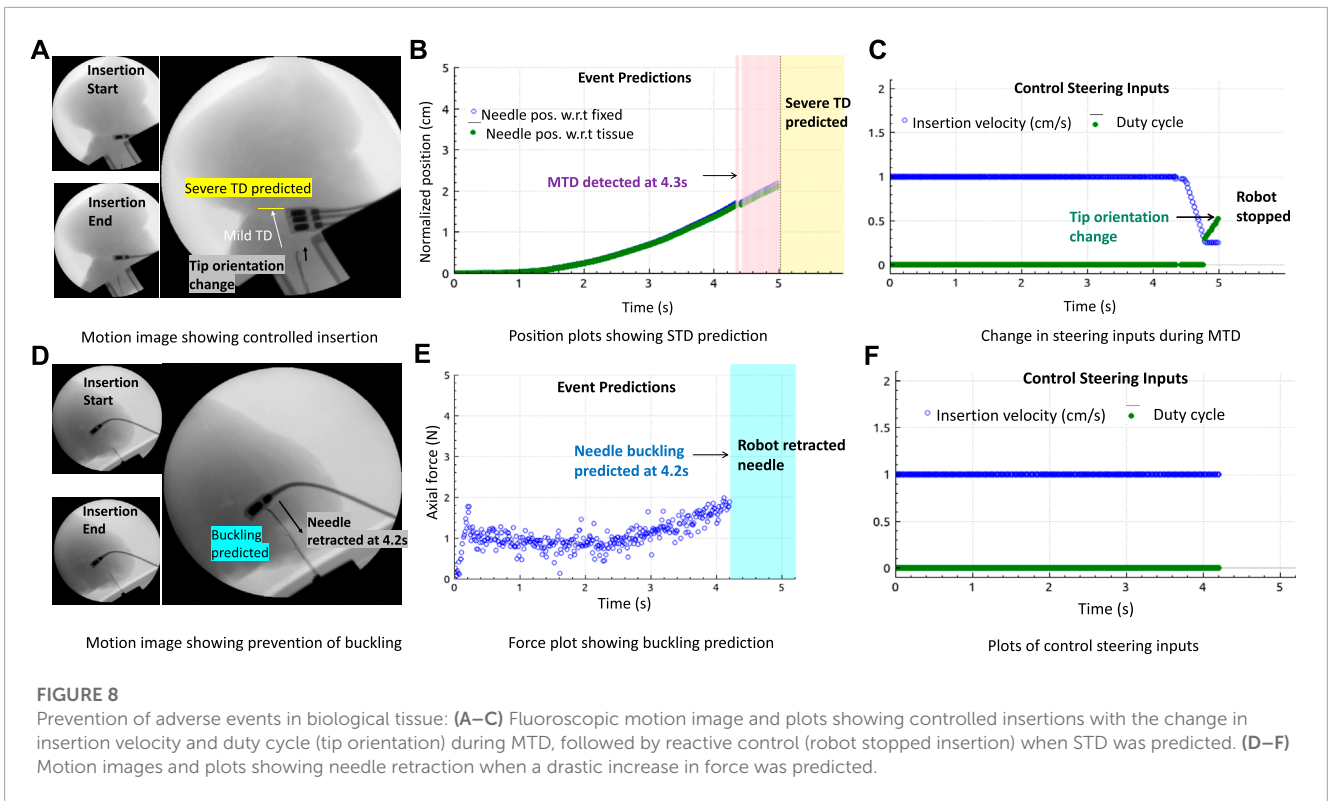 A
Insertion
Start
Insertion
End
Severe TD predicted
Mild TD
Tip orientation
change
Motion image showing controlled insertion
B
Event Predictions
Needle pos. w.r.t fixed
Needle pos. w.r.t tissue
MTD detected at 4.3s
Severe TD
predicted
Normalized position (cm)
5
4
3
2
1
0
0 1 2 3 4 5
Time (s)
Position plots showing STD prediction
C
Control Steering Inputs
Insertion velocity (cm/s) Duty cycle
Tip orientation
change
Robot
stopped
2
1.5
1
0.5
0
0 1 2 3 4 5
Time (s)
Change in steering inputs during MTD
D
Insertion
Start
Insertion
End
Buckling
predicted
Needle
retracted at 4.2s
Motion image showing prevention of buckling
E
Event Predictions
Needle buckling
predicted at 4.2s
Robot retracted
needle
Axial force (N)
5
4
3
2
1
0
0 1 2 3 4 5
Time (s)
Force plot showing buckling prediction
F
Control Steering Inputs
Insertion velocity (cm/s) Duty cycle
2
1.5
1
0.5
0
0 1 2 3 4 5
Time (s)
Plots of control steering inputs
FIGURE 8
Prevention of adverse events in biological tissue: (A–C) Fluoroscopic motion image and plots showing controlled insertions with the change in
insertion velocity and duty cycle (tip orientation) during MTD, followed by reactive control (robot stopped insertion) when STD was predicted. (D–F)
Motion images and plots showing needle retraction when a drastic increase in force was predicted.